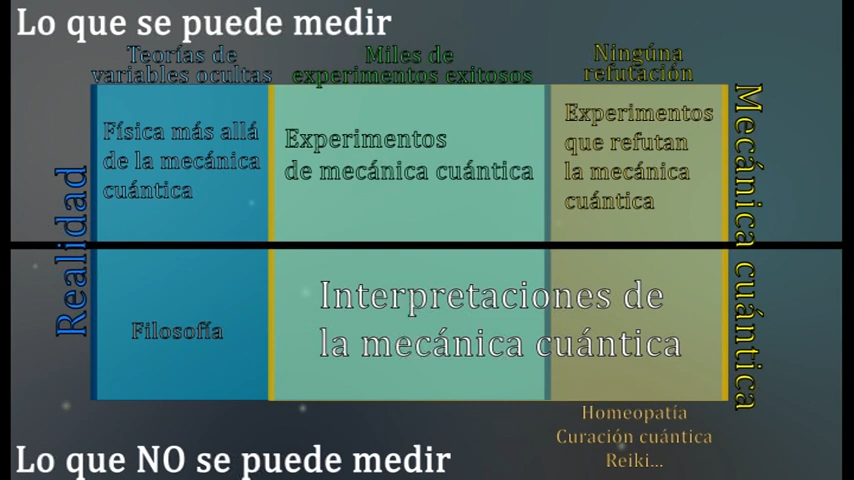 Lo que se puede medir
Teorías de
variables ocultas
Miles de
experimentos exitosos
Ningúna
refutación
Física más allá
de la mecánica
cuántica
Experimentos
de mecánica cuántica
Experimentos
que refutan
la mecánica
cuántica
Realidad
Mecánica cuántica
Filosofía
Interpretaciones de
la mecánica cuántica
Homeopatía
Curación cuántica
Reiki...
Lo que NO se puede medir